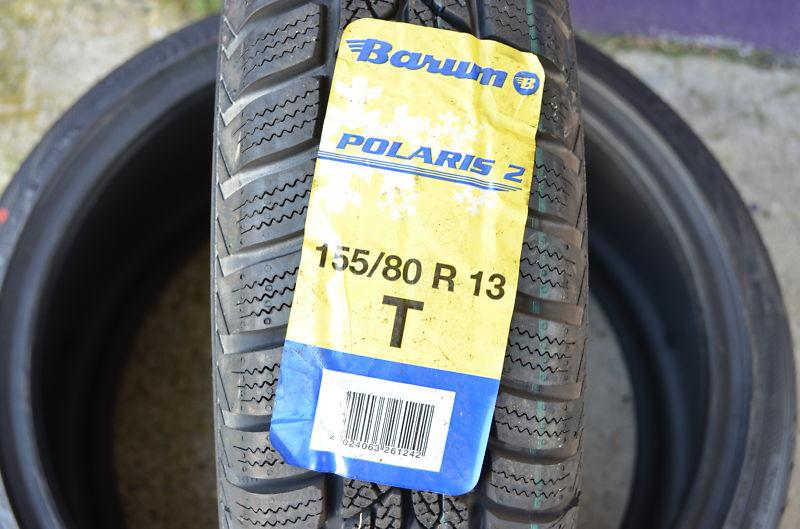 Barum B
POLARIS 2
155/80 R 13
T
4 024063 261242